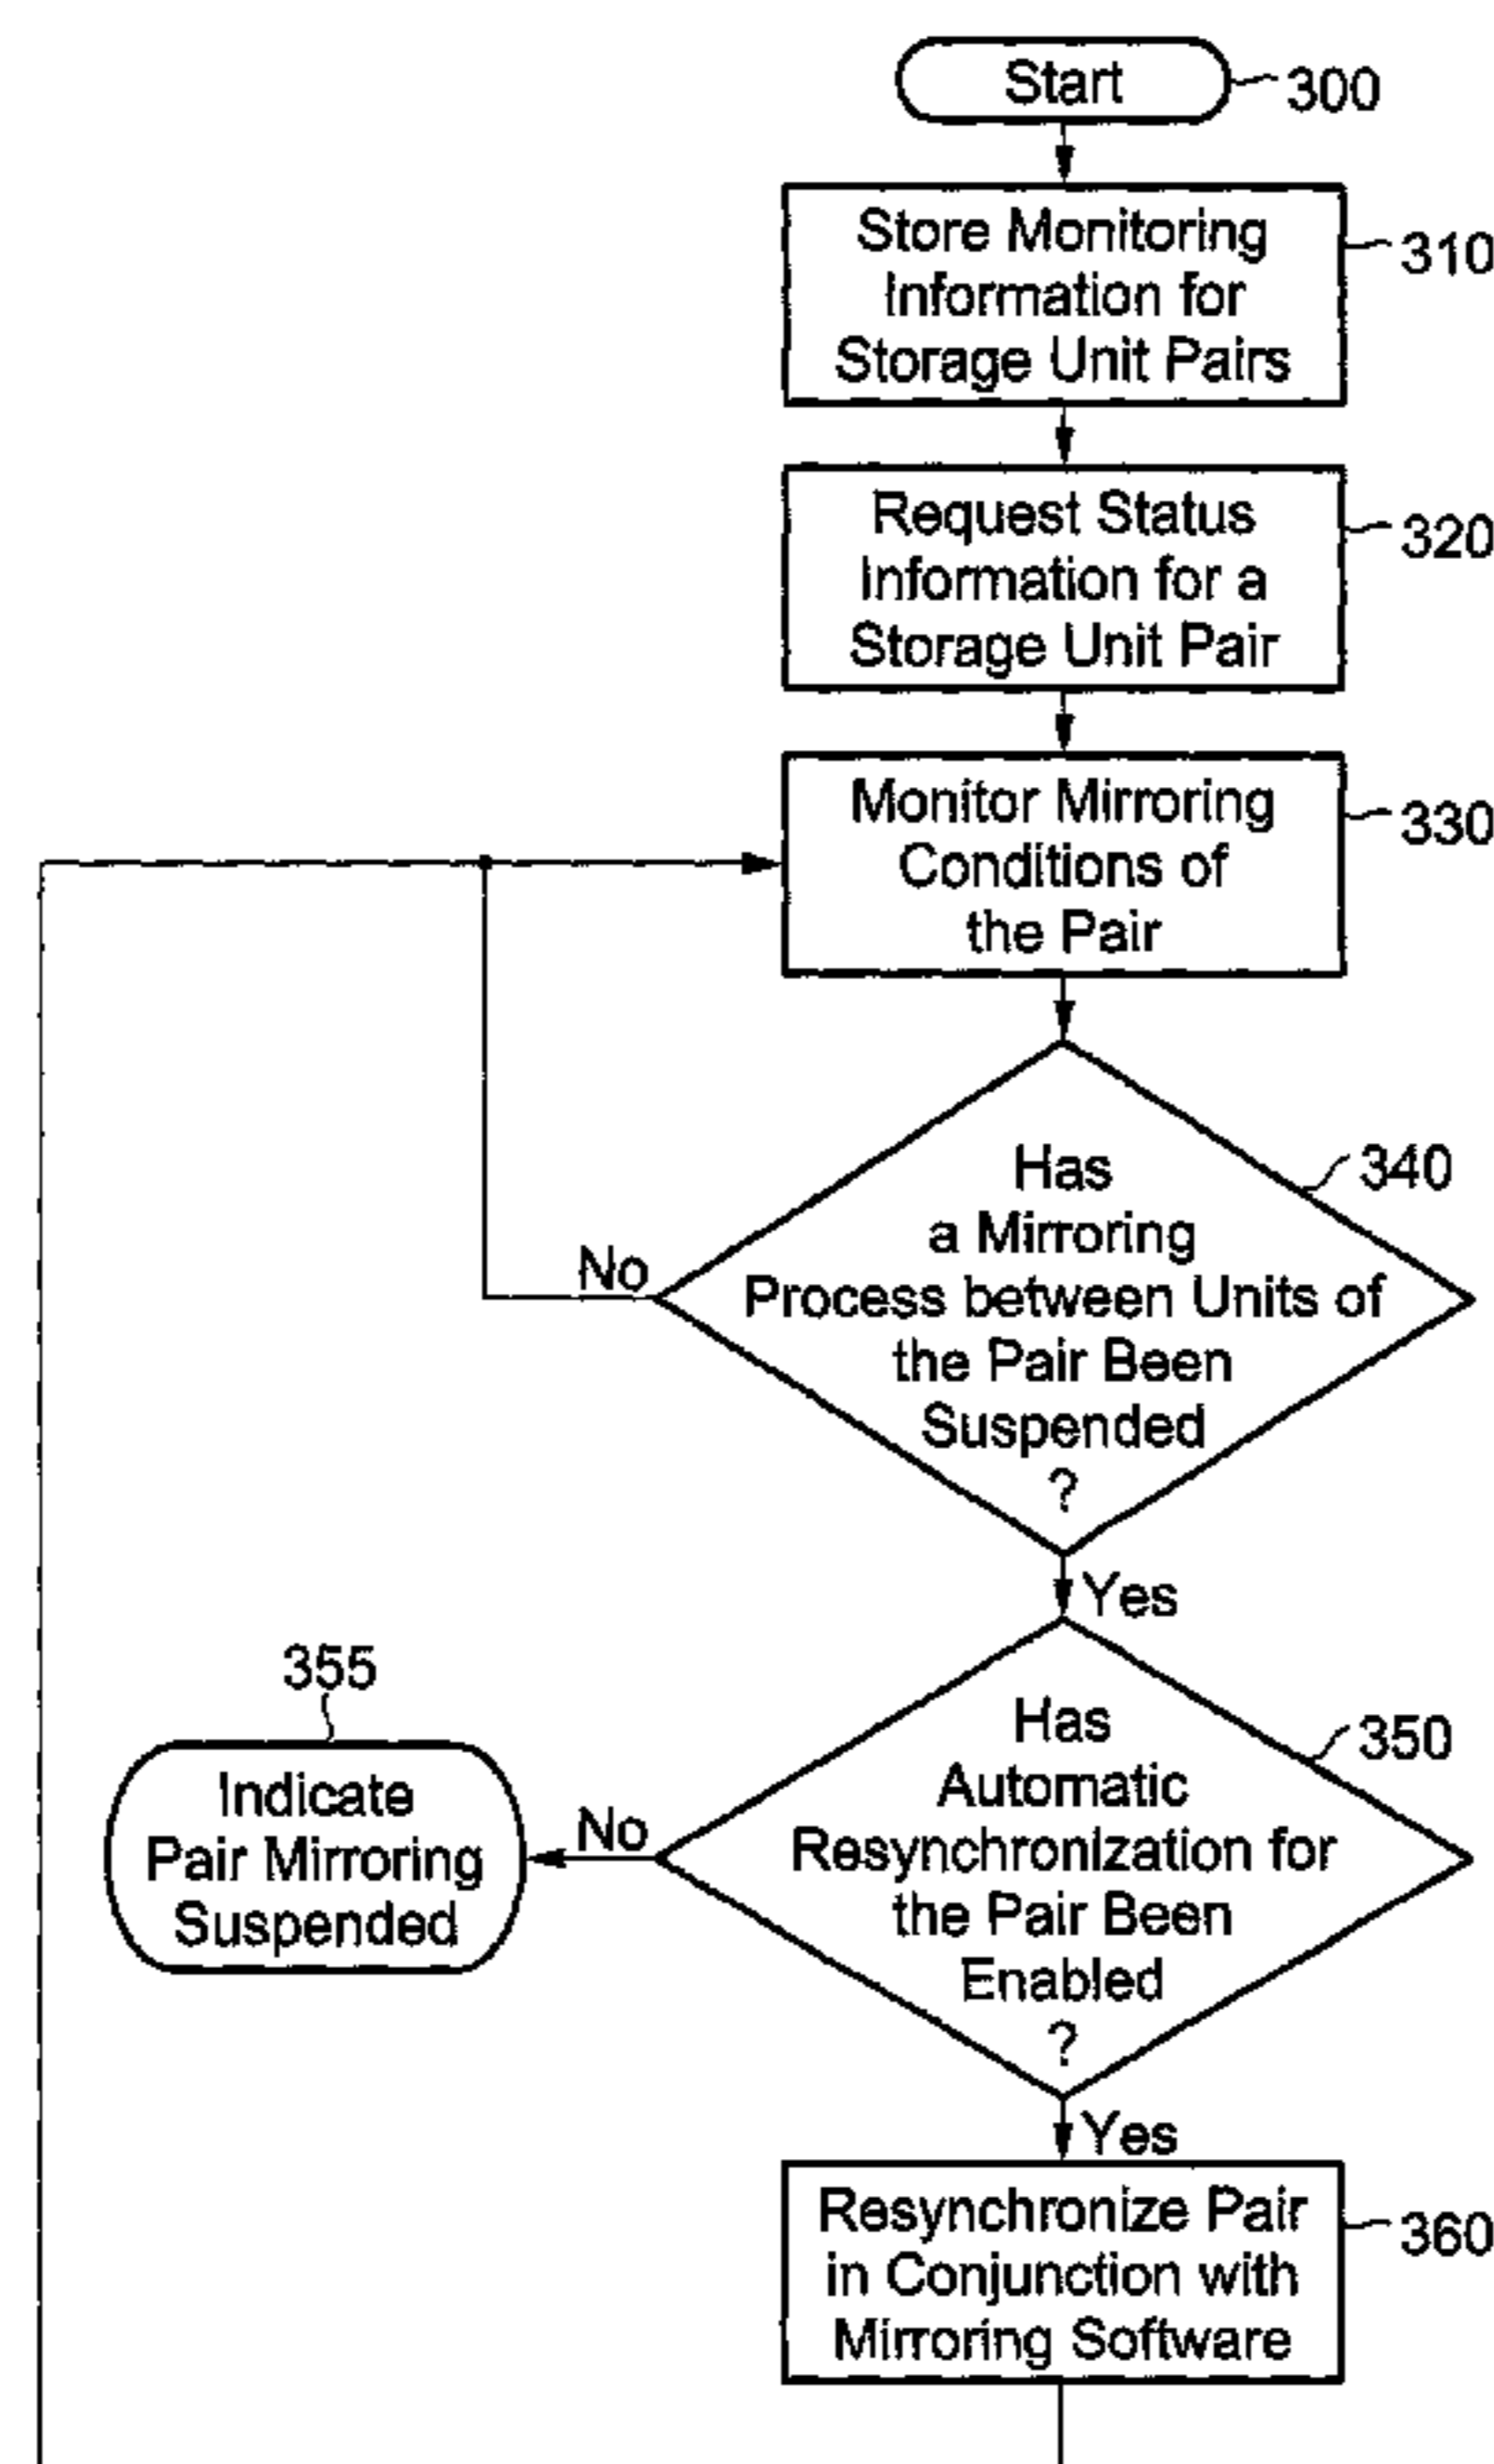 Start
300
Store Monitoring
Information for
Storage Unit Pairs
310
Request Status
Information for a
Storage Unit Pair
320
Monitor Mirroring
Conditions of
the Pair
330
Has
a Mirroring
Process between Units of
the Pair Been
Suspended
?
340
No
Yes
Has
Automatic
Resynchronization for
the Pair Been
Enabled
?
350
No
355
Indicate
Pair Mirroring
Suspended
Yes
Resynchronize Pair
in Conjunction with
Mirroring Software
360